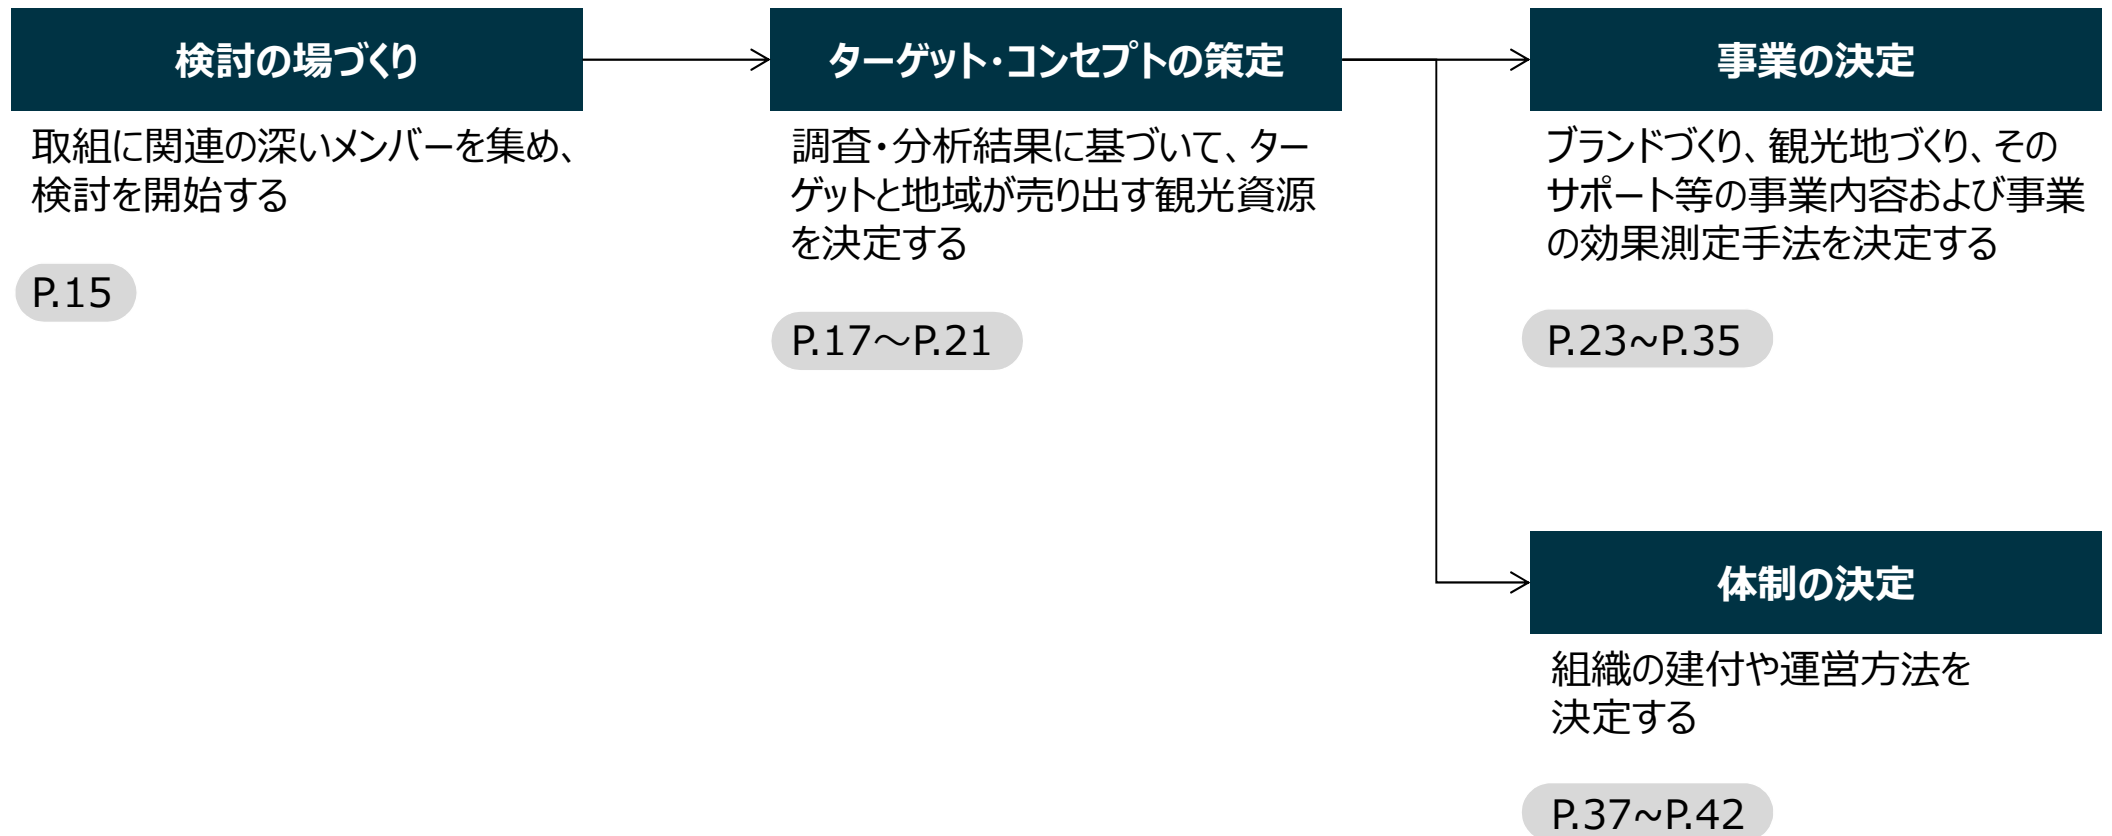 検討の場づくり
取組に関連の深いメンバーを集め、
検討を開始する
P.15
ターゲット・コンセプトの策定
調査・分析結果に基づいて、ター
ゲットと地域が売り出す観光資源
を決定する
P.17～P.21
事業の決定
ブランドづくり、観光地づくり、その
サポート等の事業内容および事業
の効果測定手法を決定する
P.23~P.35
体制の決定
組織の建付や運営方法を
決定する
P.37~P.42